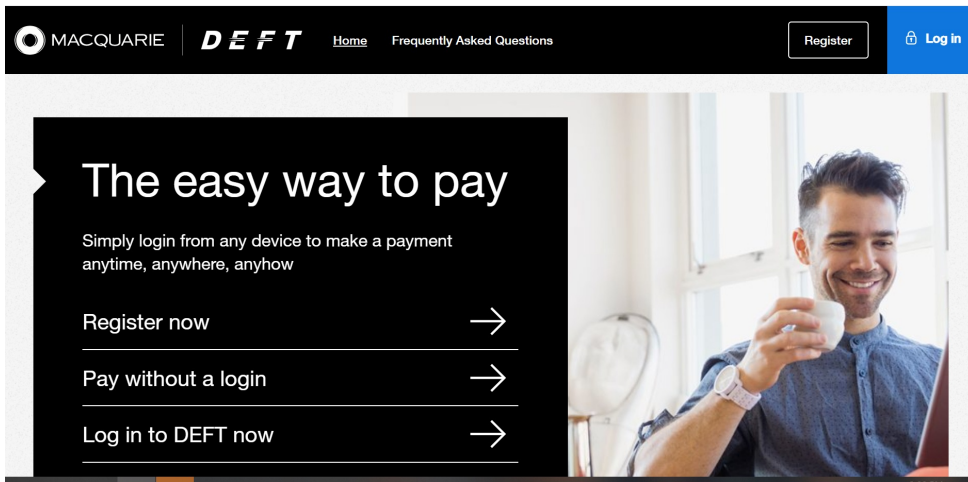 MACQUARIE DEFT Home Frequently Asked Questions Register Log in
The easy way to pay
Simply login from any device to make a payment
anytime, anywhere, anyhow
Register now
Pay without a login
Log in to DEFT now